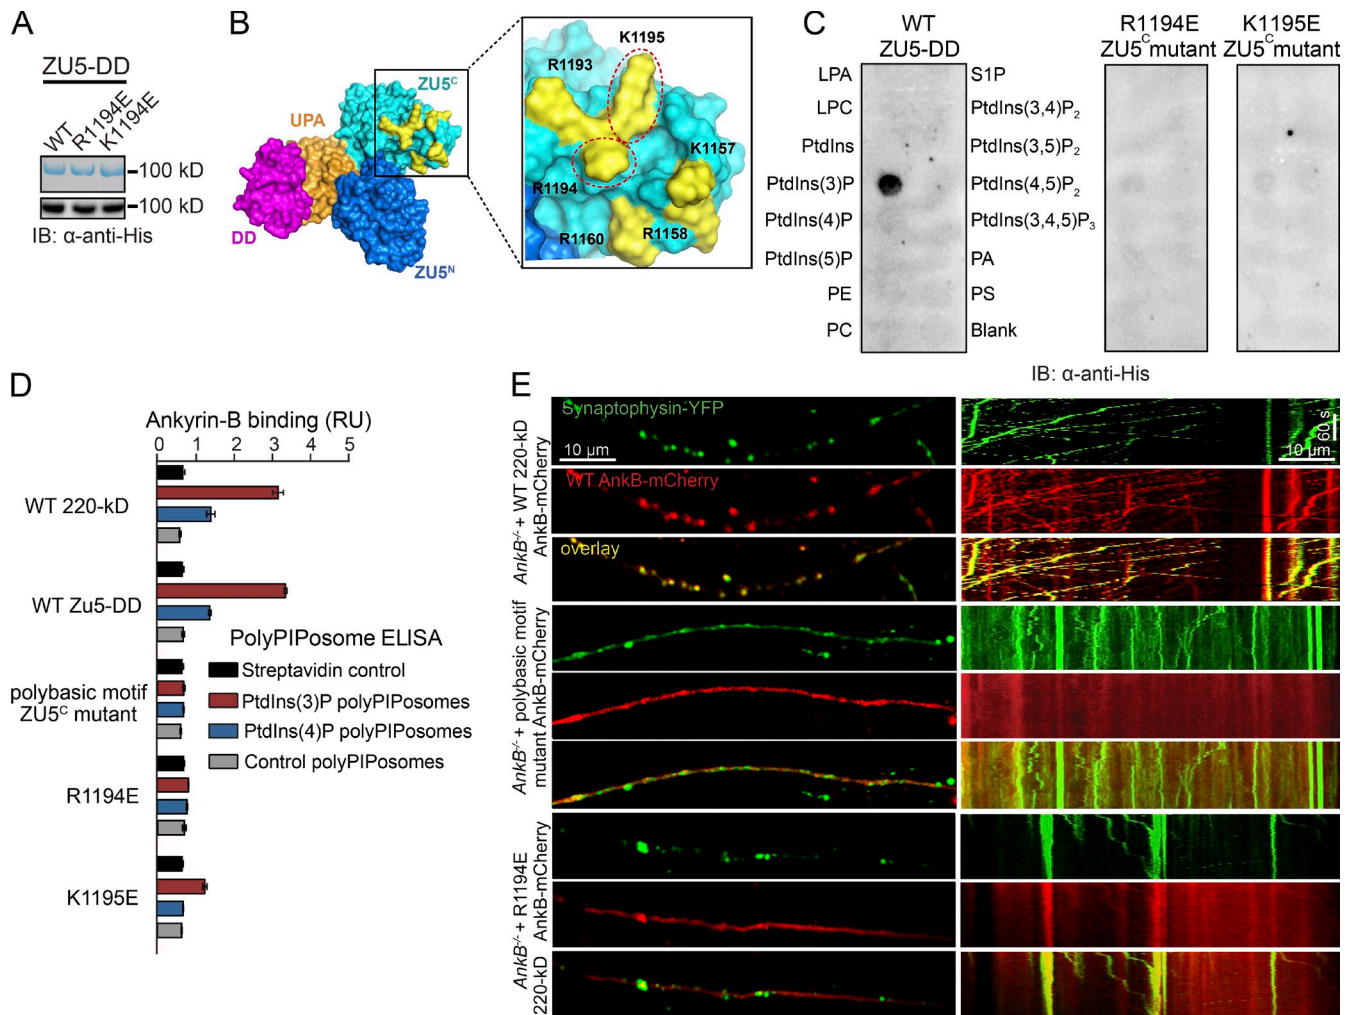 A
ZU5-DD
WT
R1194E
K1194E
100 kD
100 kD
IB: α-anti-His
B
ZU5ᶜ
UPA
DD
ZU5ᴺ
K1195
R1193
K1157
R1194
R1160
R1158
C
WT
ZU5-DD
R1194E
ZU5ᶜmutant
K1195E
ZU5ᶜmutant
LPA
LPC
PtdIns
PtdIns(3)P
PtdIns(4)P
PtdIns(5)P
PE
PC
S1P
PtdIns(3,4)P₂
PtdIns(3,5)P₂
PtdIns(4,5)P₂
PtdIns(3,4,5)P₃
PA
PS
Blank
IB: α-anti-His
D
Ankyrin-B binding (RU)
0 1 2 3 4 5
WT 220-kD
WT Zu5-DD
polybasic motif
ZU5ᶜ mutant
R1194E
K1195E
PolyPIPosome ELISA
Streptavidin control
PtdIns(3)P polyPIPosomes
PtdIns(4)P polyPIPosomes
Control polyPIPosomes
E
AnkB⁻/⁻ + WT 220-kD
AnkB-mCherry
Synaptophysin-YFP
10 µm
WT AnkB-mCherry
overlay
60 s
10 µm
AnkB⁻/⁻ + polybasic motif
mutant AnkB-mCherry
AnkB⁻/⁻ + R1194E
220-kD AnkB-mCherry